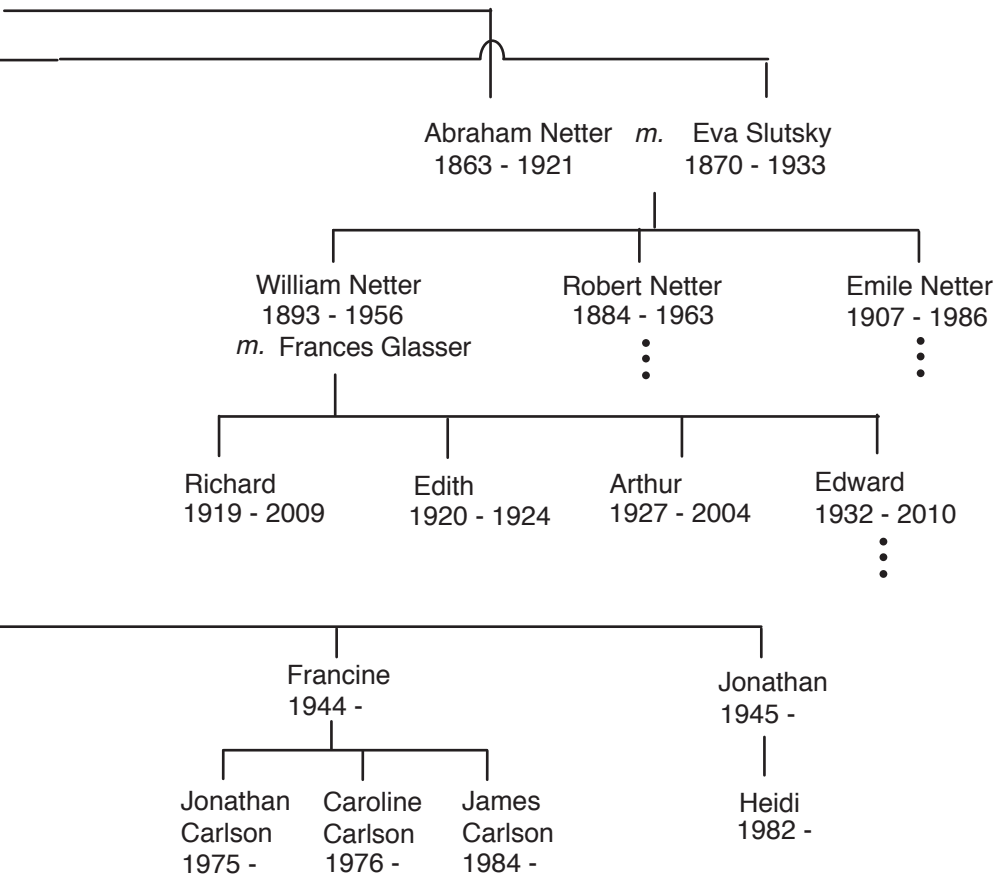 Abraham Netter m. Eva Slutsky
1863 - 1921 1870 - 1933
William Netter Robert Netter Emile Netter
1893 - 1956 1884 - 1963 1907 - 1986
m. Frances Glasser
Richard Edith Arthur Edward
1919 - 2009 1920 - 1924 1927 - 2004 1932 - 2010
Francine Jonathan
1944 - 1945 -
Jonathan Caroline James Heidi
Carlson Carlson Carlson 1982 -
1975 - 1976 - 1984 -